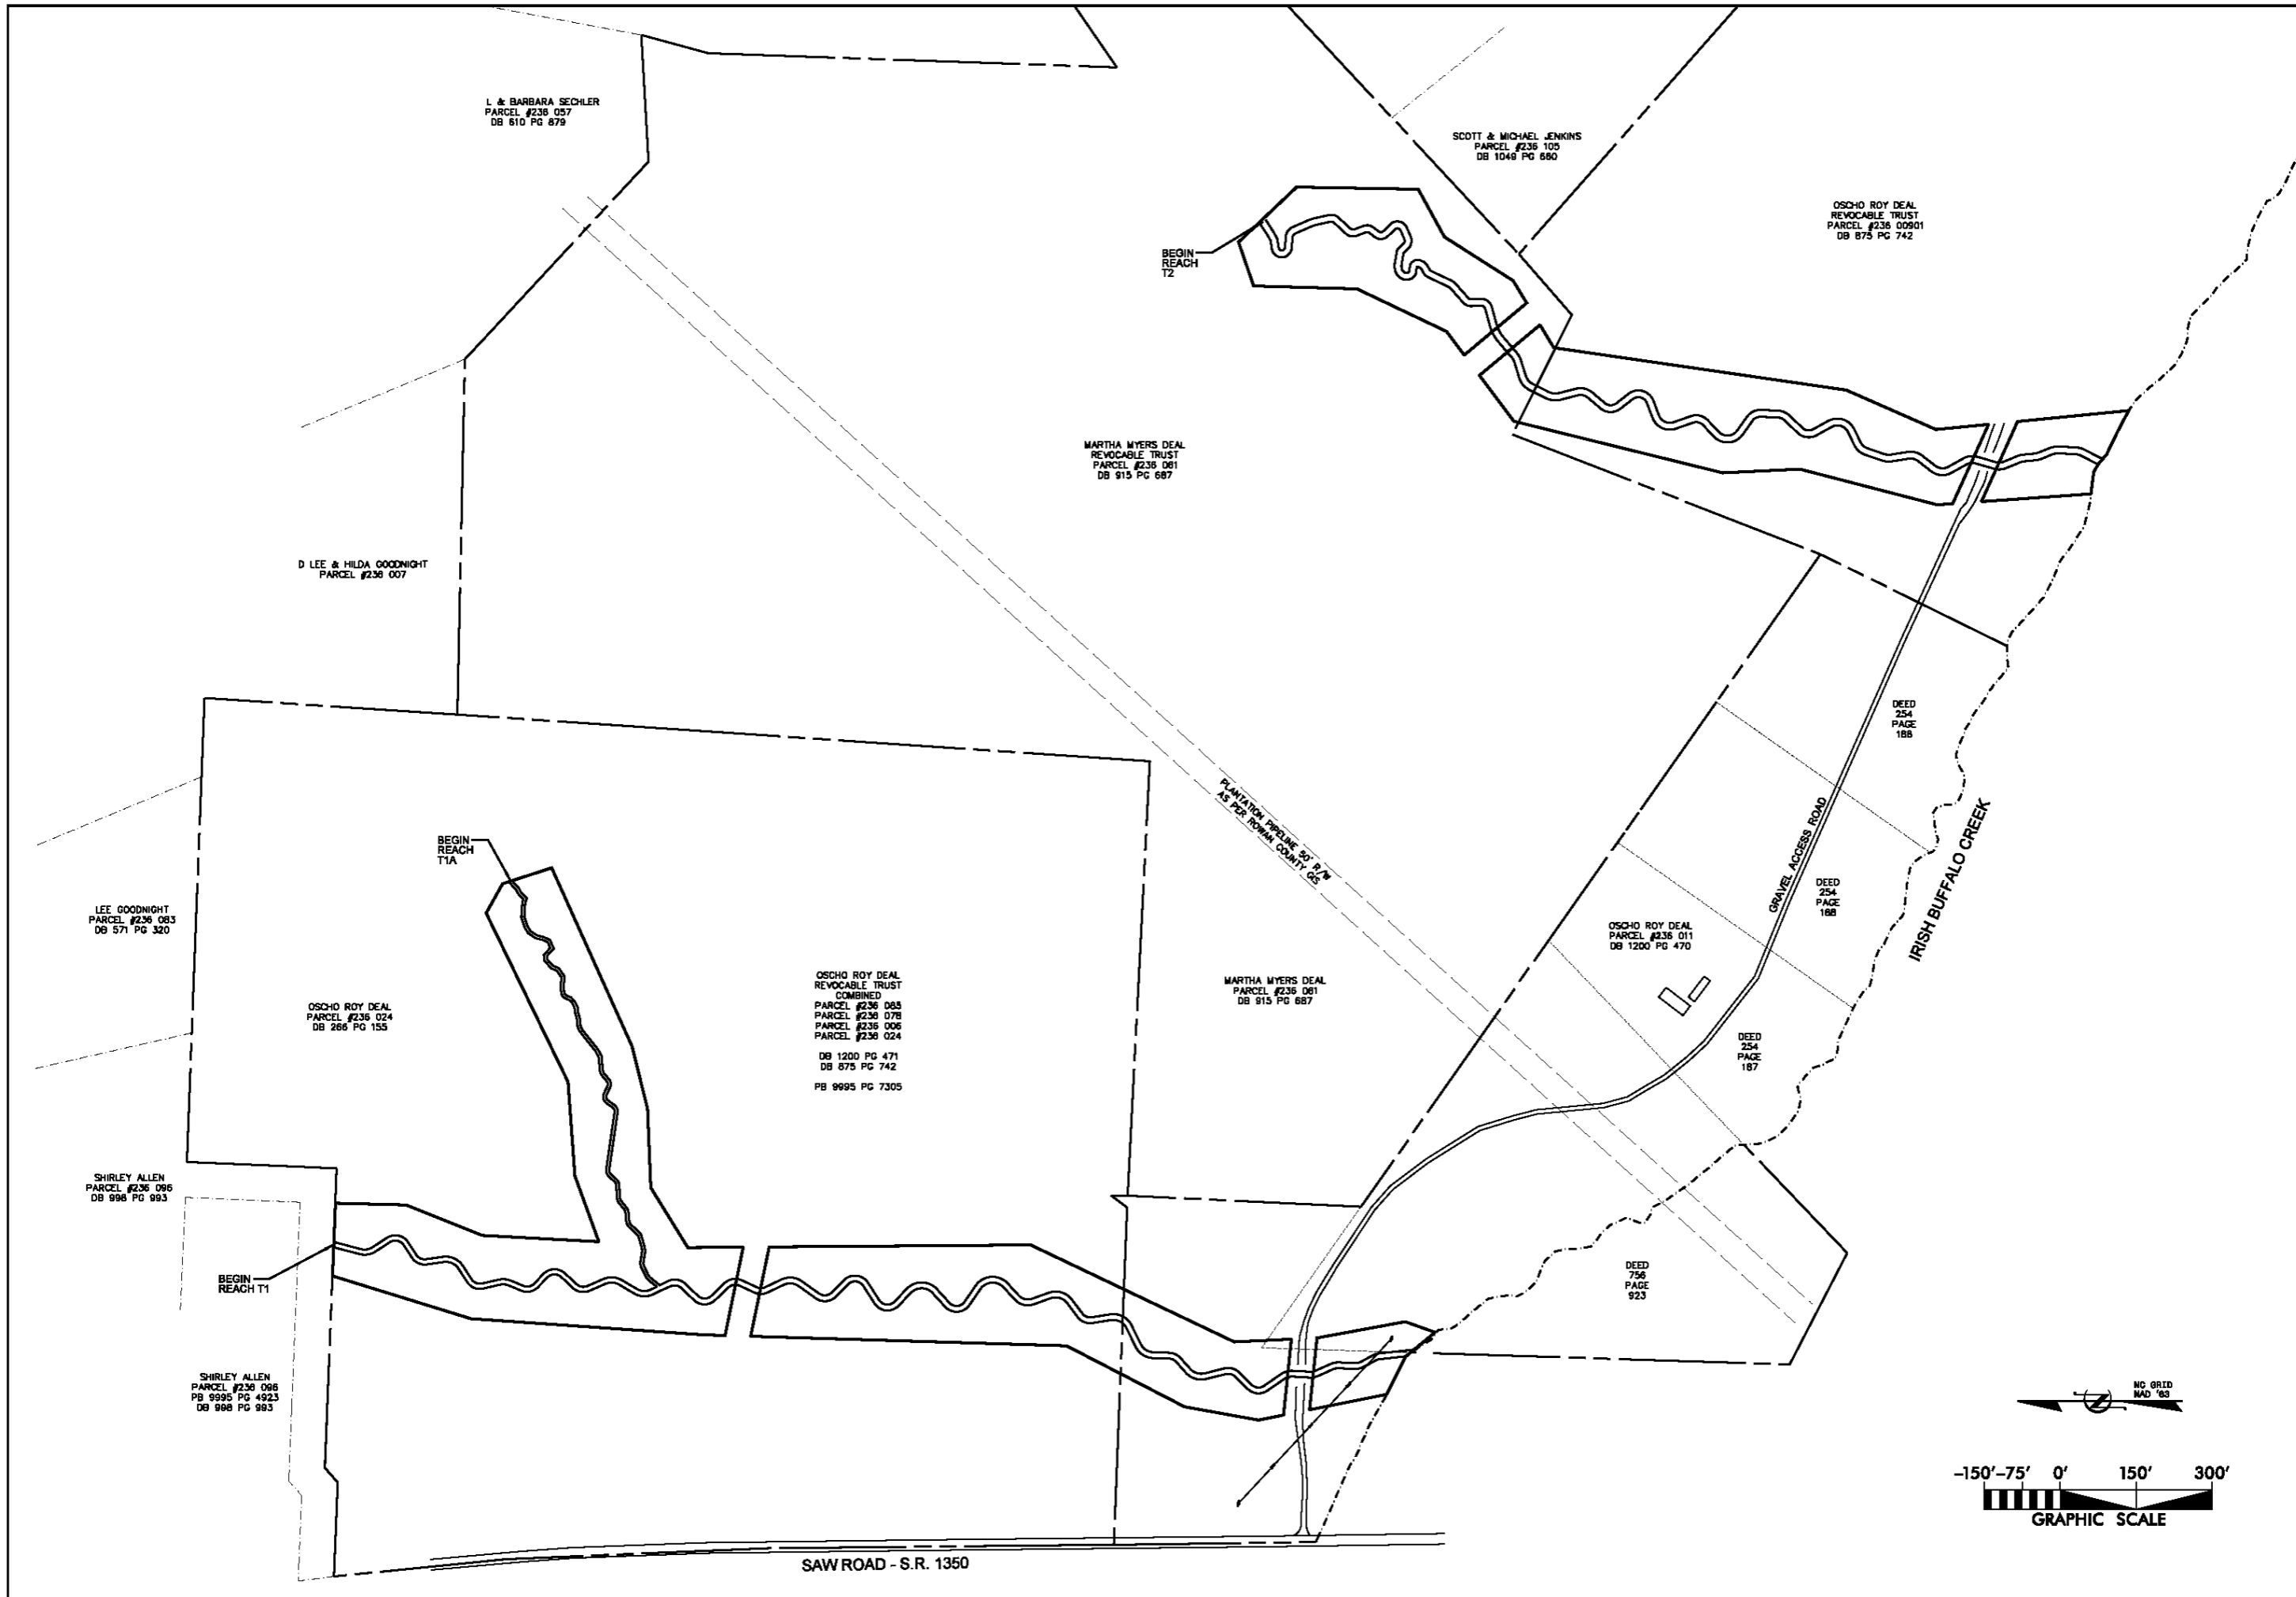 L & BARBARA SECHLER
PARCEL #236 057
DB 610 PG 879
SCOTT & MICHAEL JENKINS
PARCEL #236 105
DB 1049 PG 660
OSCHO ROY DEAL
REVOCABLE TRUST
PARCEL #236 00901
DB 875 PG 742
BEGIN
REACH
T2
MARTHA MYERS DEAL
REVOCABLE TRUST
PARCEL #236 061
DB 915 PG 687
D LEE & HILDA GOODNIGHT
PARCEL #236 007
DEED
254
PAGE
188
PLANTATION PIPELINE 50' R/W
AS PER ROWAN COUNTY GIS
GRAVEL ACCESS ROAD
IRISH BUFFALO CREEK
BEGIN
REACH
T1A
DEED
254
PAGE
168
LEE GOODNIGHT
PARCEL #236 083
DB 571 PG 320
OSCHO ROY DEAL
PARCEL #236 011
DB 1200 PG 470
OSCHO ROY DEAL
PARCEL #236 024
DB 266 PG 155
OSCHO ROY DEAL
REVOCABLE TRUST
COMBINED
PARCEL #236 085
PARCEL #236 078
PARCEL #236 006
PARCEL #236 024
DB 1200 PG 471
DB 875 PG 742
PB 9995 PG 7305
MARTHA MYERS DEAL
PARCEL #236 061
DB 915 PG 687
DEED
254
PAGE
187
SHIRLEY ALLEN
PARCEL #236 096
DB 998 PG 993
BEGIN
REACH T1
DEED
756
PAGE
923
SHIRLEY ALLEN
PARCEL #236 096
PB 9995 PG 4923
DB 998 PG 993
NC GRID
NAD '83
-150'-75' 0' 150' 300'
GRAPHIC SCALE
SAW ROAD - S.R. 1350